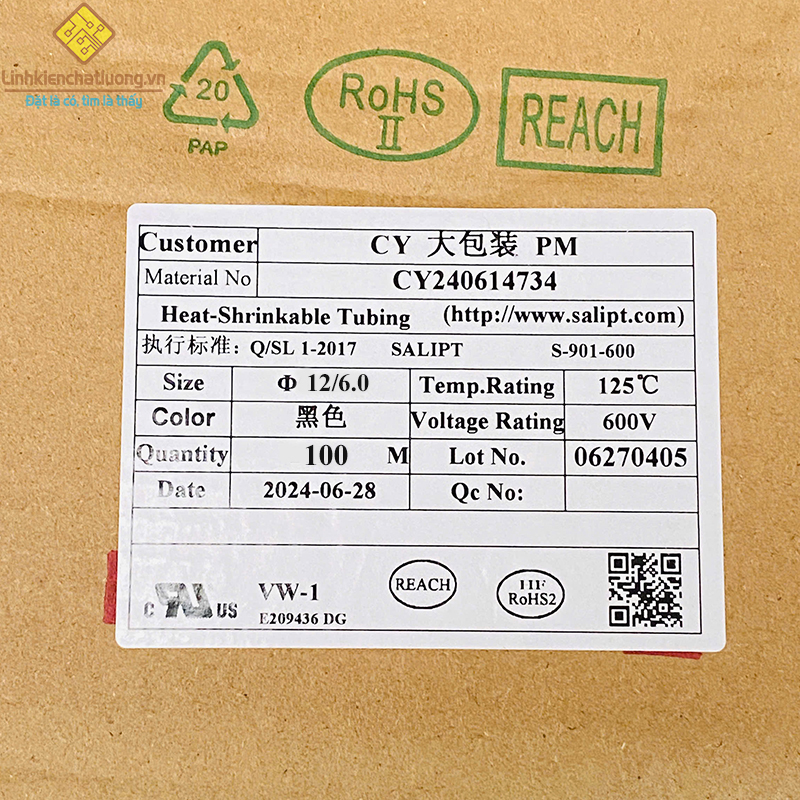 Linhkienchatluong.vn
Đặt là có, tìm là thấy
20
PAP
RoHS
II
REACH
Customer CY 大包装 PM
Material No CY240614734
Heat-Shrinkable Tubing (http://www.salipt.com)
执行标准: Q/SL 1-2017 SALIPT S-901-600
Size Φ 12/6.0 Temp.Rating 125℃
Color 黑色 Voltage Rating 600V
Quantity 100 M Lot No. 06270405
Date 2024-06-28 Qc No:
c US VW-1 REACH
E209436 DG RoHS2